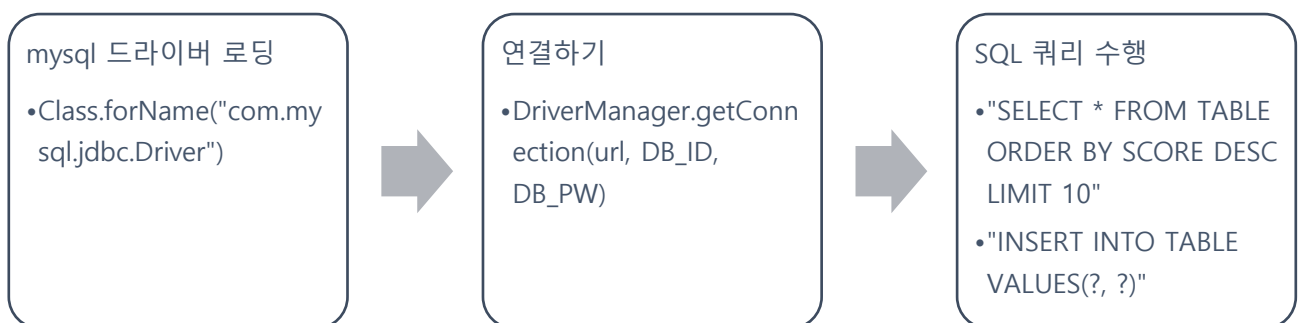 mysql 드라이버 로딩
•Class.forName("com.my
sql.jdbc.Driver")
연결하기
•DriverManager.getConn
ection(url, DB_ID,
DB_PW)
SQL 쿼리 수행
•"SELECT * FROM TABLE
ORDER BY SCORE DESC
LIMIT 10"
•"INSERT INTO TABLE
VALUES(?, ?)"